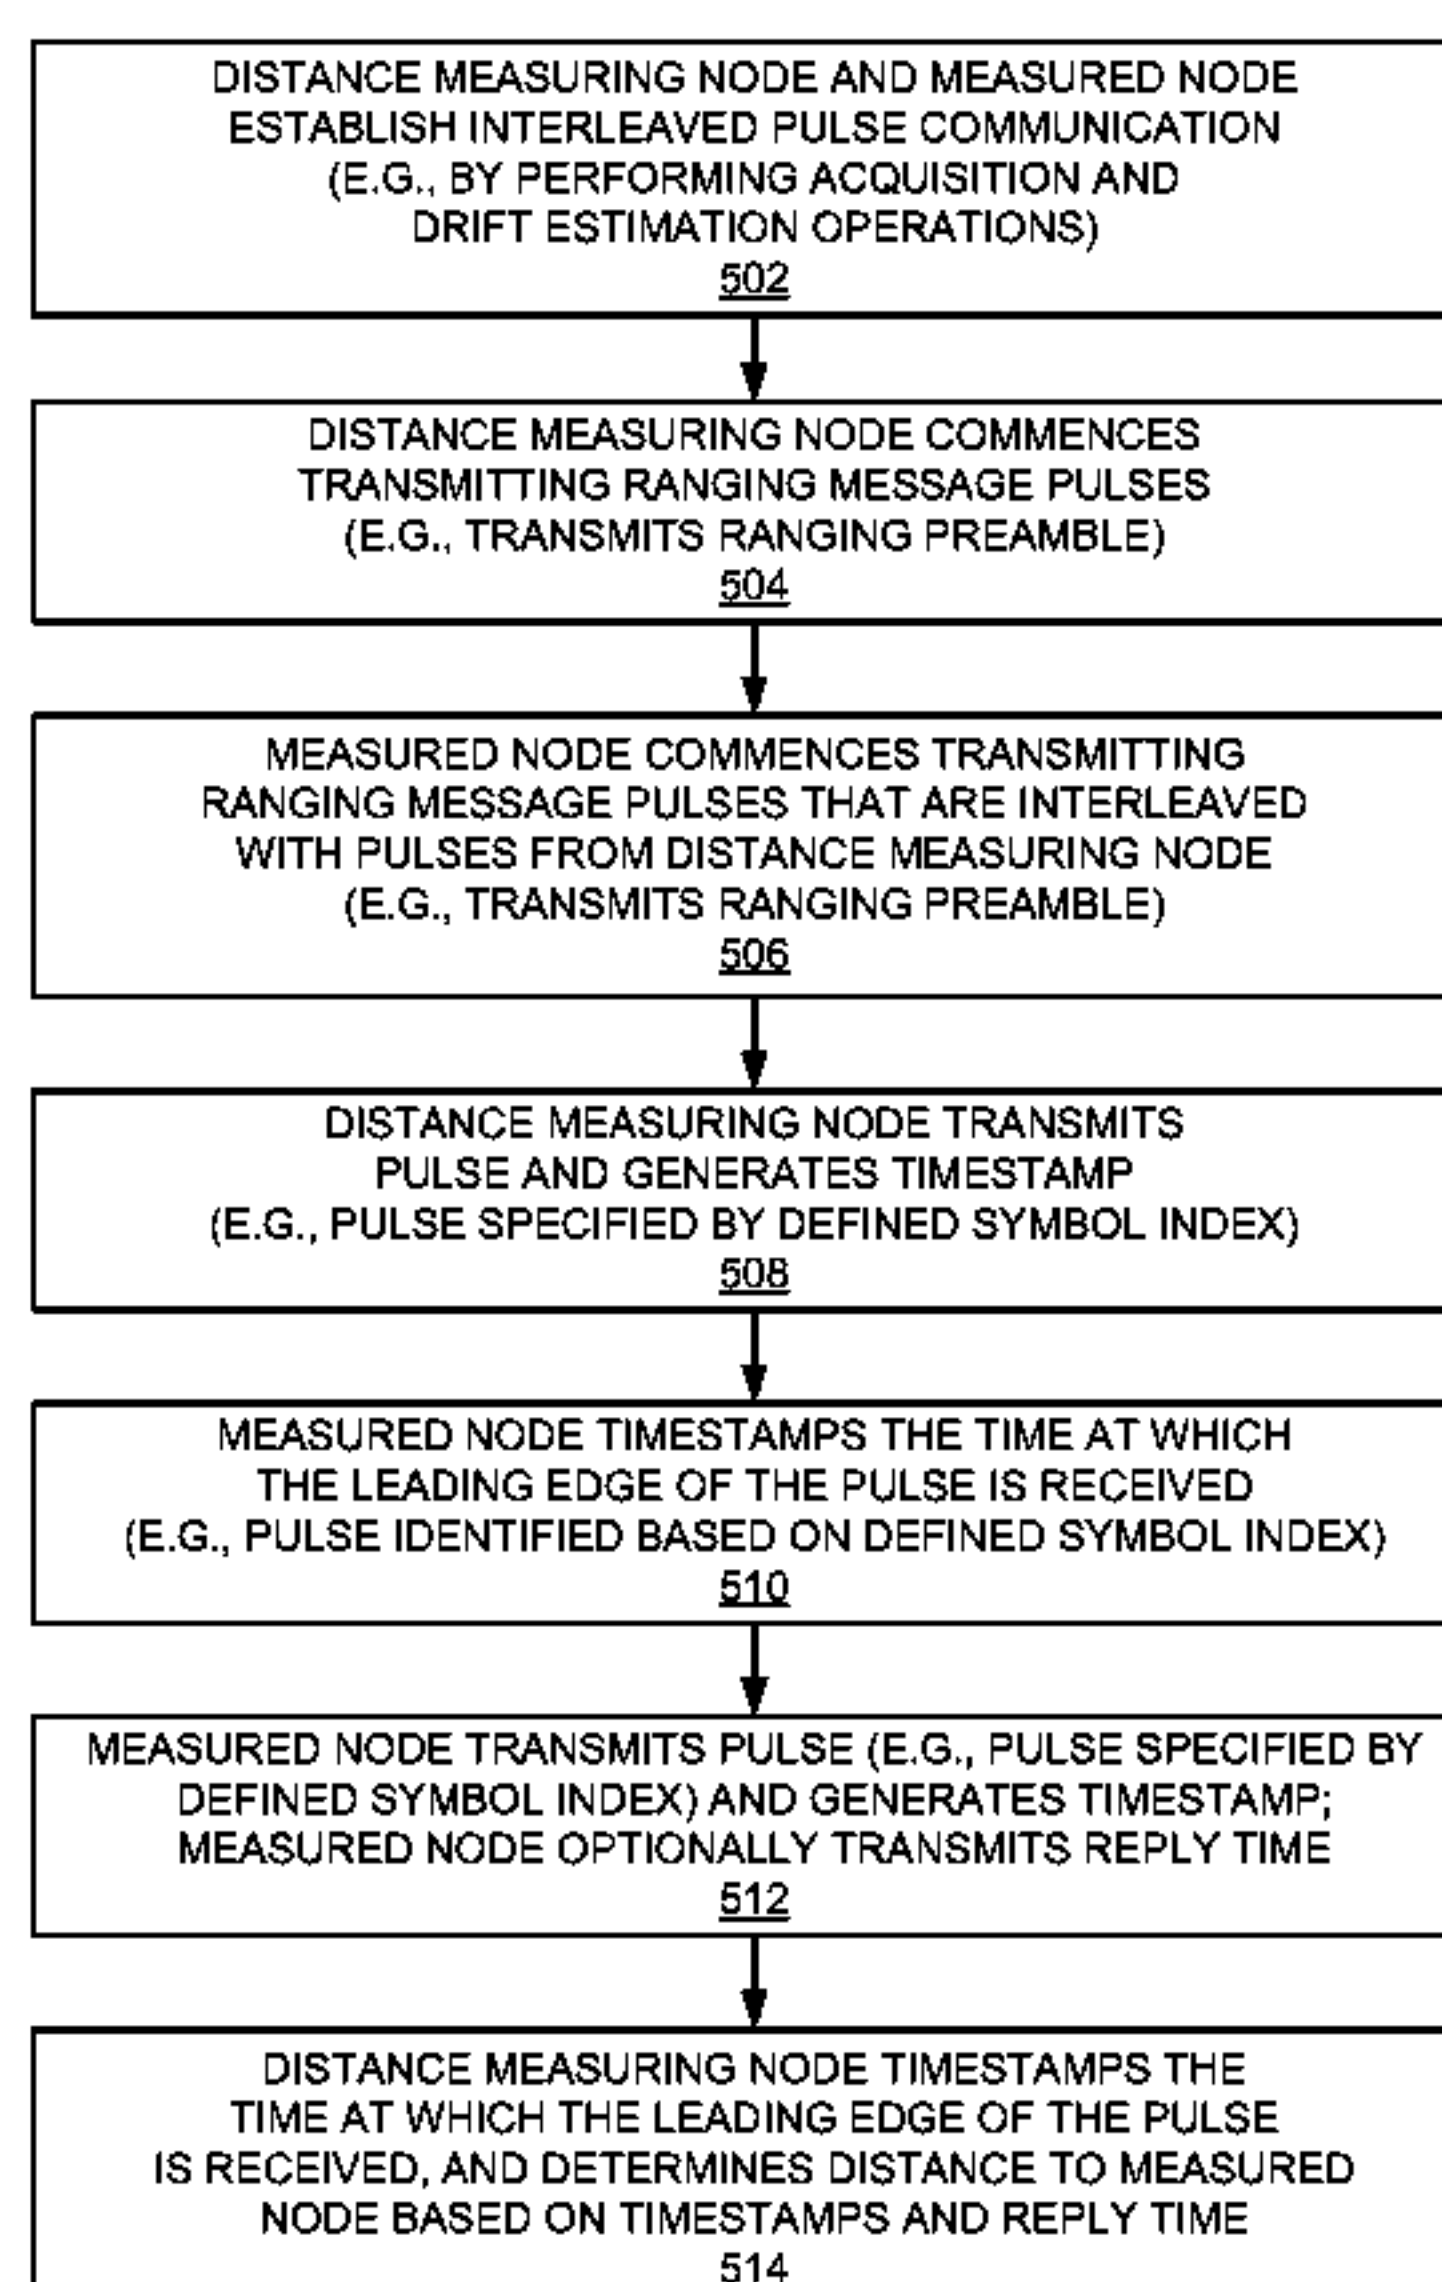 DISTANCE MEASURING NODE AND MEASURED NODE
ESTABLISH INTERLEAVED PULSE COMMUNICATION
(E.G., BY PERFORMING ACQUISITION AND
DRIFT ESTIMATION OPERATIONS)
502
DISTANCE MEASURING NODE COMMENCES
TRANSMITTING RANGING MESSAGE PULSES
(E.G., TRANSMITS RANGING PREAMBLE)
504
MEASURED NODE COMMENCES TRANSMITTING
RANGING MESSAGE PULSES THAT ARE INTERLEAVED
WITH PULSES FROM DISTANCE MEASURING NODE
(E.G., TRANSMITS RANGING PREAMBLE)
506
DISTANCE MEASURING NODE TRANSMITS
PULSE AND GENERATES TIMESTAMP
(E.G., PULSE SPECIFIED BY DEFINED SYMBOL INDEX)
508
MEASURED NODE TIMESTAMPS THE TIME AT WHICH
THE LEADING EDGE OF THE PULSE IS RECEIVED
(E.G., PULSE IDENTIFIED BASED ON DEFINED SYMBOL INDEX)
510
MEASURED NODE TRANSMITS PULSE (E.G., PULSE SPECIFIED BY
DEFINED SYMBOL INDEX) AND GENERATES TIMESTAMP;
MEASURED NODE OPTIONALLY TRANSMITS REPLY TIME
512
DISTANCE MEASURING NODE TIMESTAMPS THE
TIME AT WHICH THE LEADING EDGE OF THE PULSE
IS RECEIVED, AND DETERMINES DISTANCE TO MEASURED
NODE BASED ON TIMESTAMPS AND REPLY TIME
514